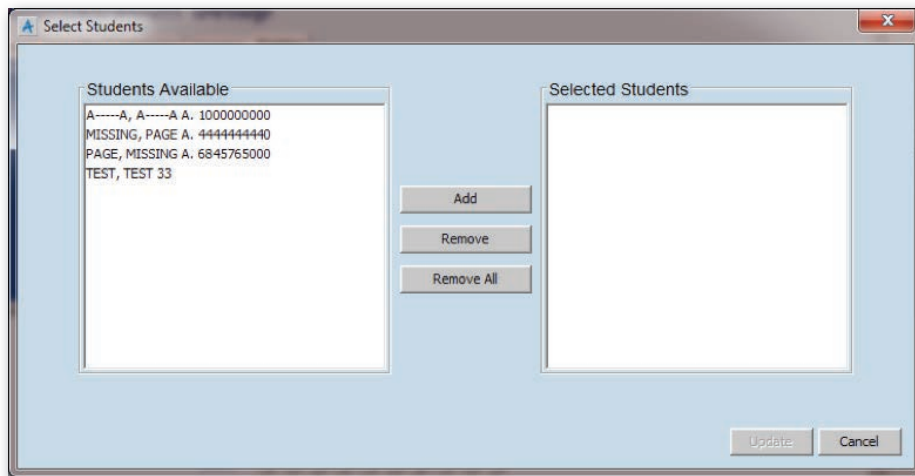 Select Students
Students Available
A-----A, A-----A A. 1000000000
MISSING, PAGE A. 4444444440
PAGE, MISSING A. 6845765000
TEST, TEST 33
Add
Remove
Remove All
Selected Students
Update
Cancel